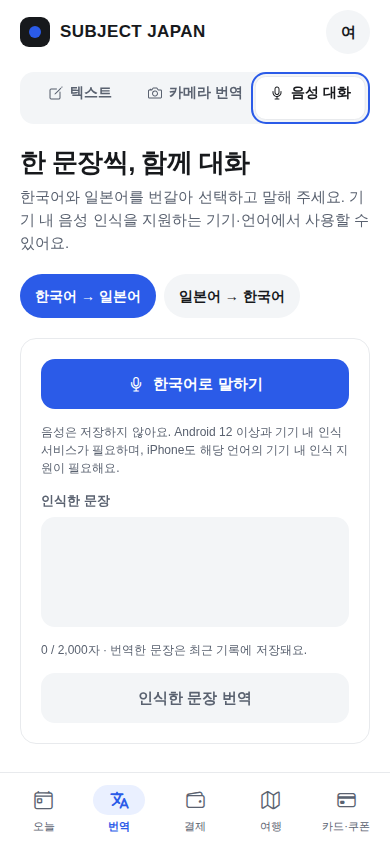 SUBJECT JAPAN
여
텍스트 카메라 번역 음성 대화
한 문장씩, 함께 대화
한국어와 일본어를 번갈아 선택하고 말해 주세요. 기
기 내 음성 인식을 지원하는 기기·언어에서 사용할 수
있어요.
한국어 → 일본어 일본어 → 한국어
한국어로 말하기
음성은 저장하지 않아요. Android 12 이상과 기기 내 인식
서비스가 필요하며, iPhone도 해당 언어의 기기 내 인식 지
원이 필요해요.
인식한 문장
0 / 2,000자 · 번역한 문장은 최근 기록에 저장돼요.
인식한 문장 번역
오늘 번역 결제 여행 카드·쿠폰